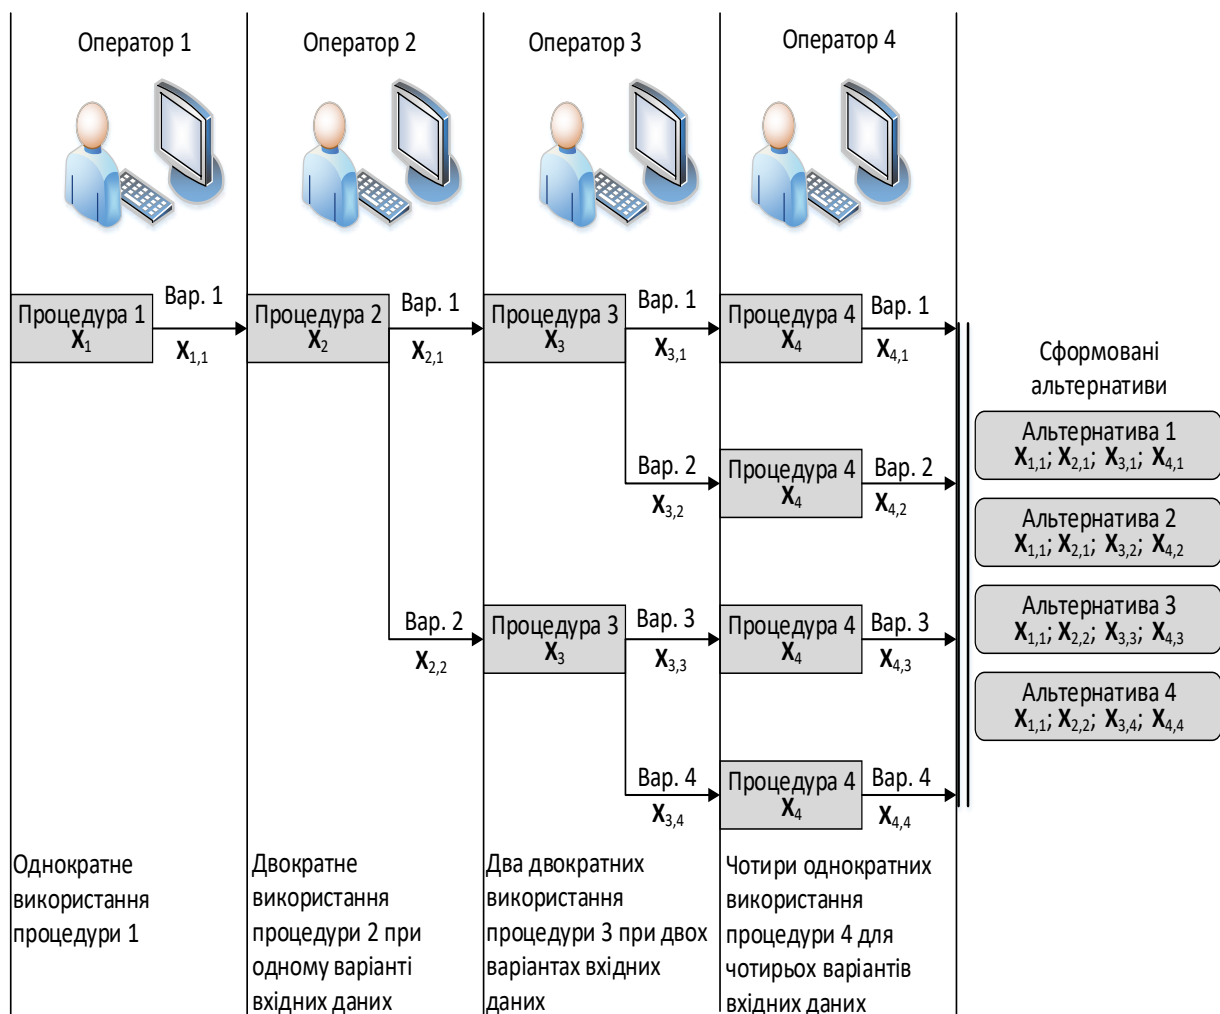 Оператор 1
Оператор 2
Оператор 3
Оператор 4
Процедура 1
X1
Вар. 1
X1,1
Процедура 2
X2
Вар. 1
X2,1
Процедура 3
X3
Вар. 1
X3,1
Процедура 4
X4
Вар. 1
X4,1
Вар. 2
X3,2
Процедура 4
X4
Вар. 2
X4,2
Вар. 2
X2,2
Процедура 3
X3
Вар. 3
X3,3
Процедура 4
X4
Вар. 3
X4,3
Вар. 4
X3,4
Процедура 4
X4
Вар. 4
X4,4
Сформовані
альтернативи
Альтернатива 1
X1,1; X2,1; X3,1; X4,1
Альтернатива 2
X1,1; X2,1; X3,2; X4,2
Альтернатива 3
X1,1; X2,2; X3,3; X4,3
Альтернатива 4
X1,1; X2,2; X3,4; X4,4
Однократне
використання
процедури 1
Двократне
використання
процедури 2 при
одному варіанті
вхідних даних
Два двократних
використання
процедури 3 при двох
варіантах вхідних
даних
Чотири однократних
використання
процедури 4 для
чотирьох варіантів
вхідних даних